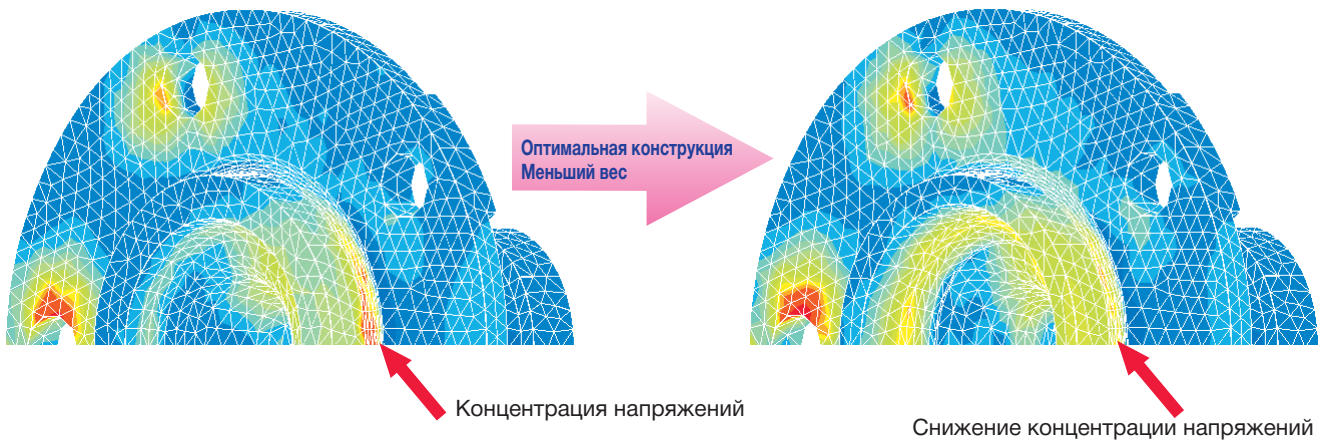 Оптимальная конструкция
Меньший вес
Концентрация напряжений
Снижение концентрации напряжений